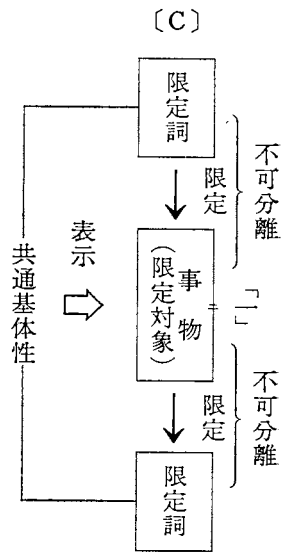 〔C〕
限定詞
限定
不可分離
表示
共通基体性
事物
(限定対象)
=「一」
限定
不可分離
限定詞